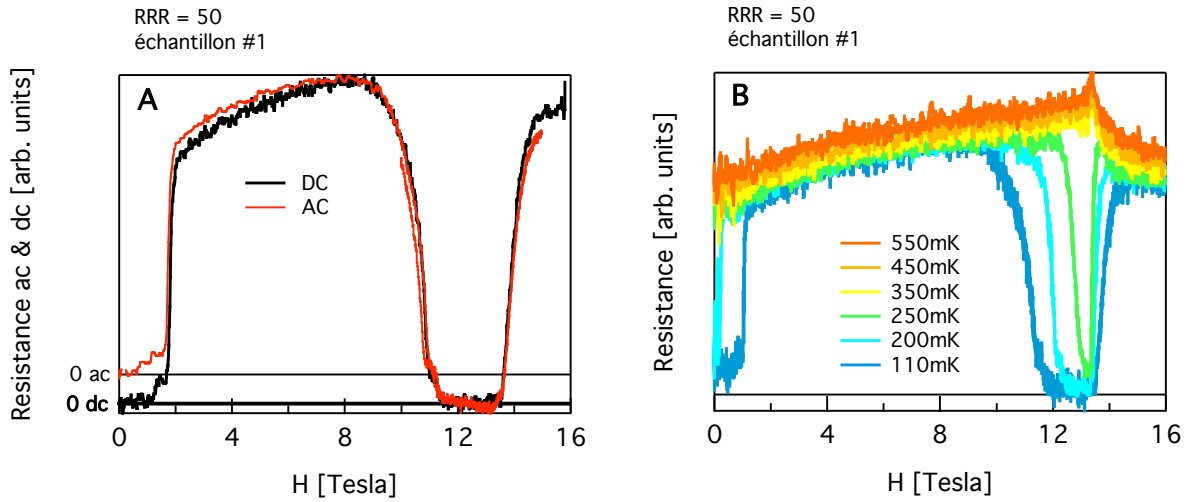 RRR = 50
échantillon #1
A
Resistance ac & dc [arb. units]
DC
AC
0 ac
0 dc
0
4
8
12
16
H [Tesla]
RRR = 50
échantillon #1
B
Resistance [arb. units]
550mK
450mK
350mK
250mK
200mK
110mK
0
4
8
12
16
H [Tesla]